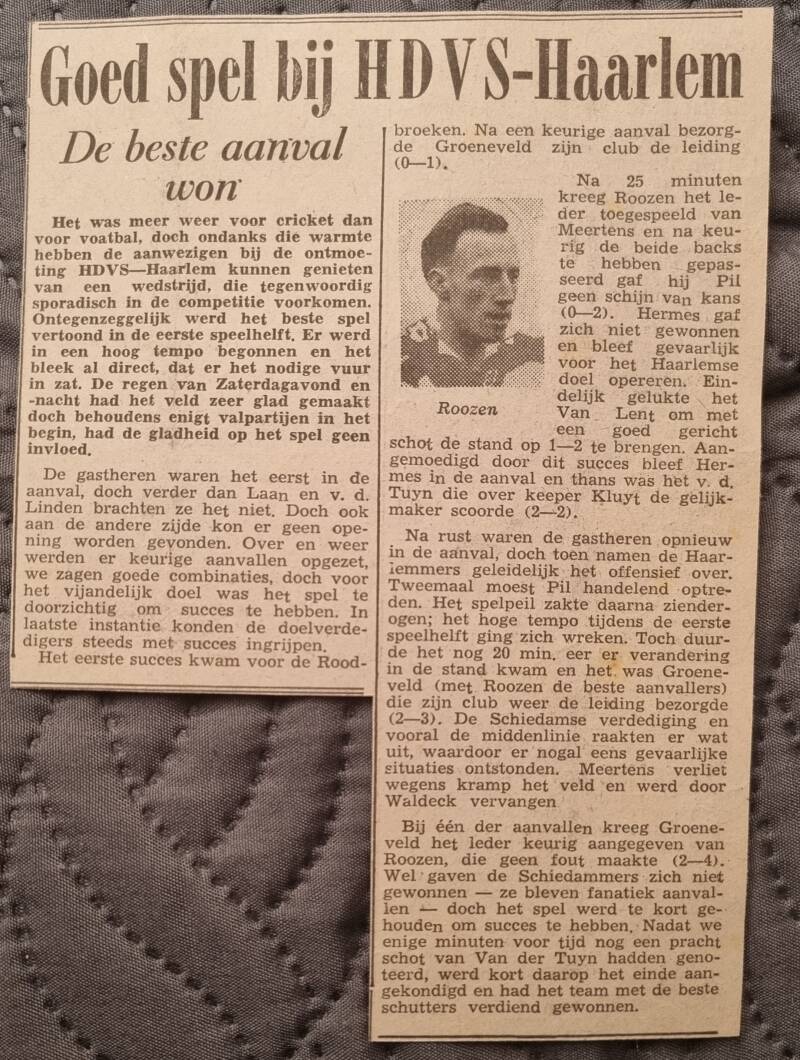 Goed spel bij HDVS-Haarlem
De beste aanval
won
Het was meer weer voor cricket dan
voor voatbal, doch ondanks die warmte
hebben de aanwezigen bij de ontmoe-
ting HDVS—Haarlem kunnen genieten
van een wedstrijd, die tegenwoordig
sporadisch in de competitie voorkomen.
Ontegenzeggelijk werd het beste spel
vertoond in de eerste speelhelft. Er werd
in een hoog tempo begonnen en het
bleek al direct, dat er het nodige vuur
in zat. De regen van Zaterdagavond en
-nacht had het veld zeer glad gemaakt
doch behoudens enigt valpartijen in het
begin, had de gladheid op het spel geen
invloed.
De gastheren waren het eerst in de
aanval, doch verder dan Laan en v. d.
Linden brachten ze het niet. Doch ook
aan de andere zijde kon er geen ope-
ning worden gevonden. Over en weer
werden er keurige aanvallen opgezet,
we zagen goede combinaties, doch voor
het vijandelijk doel was het spel te
doorzichtig om succes te hebben. In
laatste instantie konden de doelverde-
digers steeds met succes ingrijpen.
Het eerste succes kwam voor de Rood-
broeken. Na een keurige aanval bezorg-
de Groeneveld zijn club de leiding
(0—1).
Na 25 minuten
kreeg Roozen het le-
der toegespeeld van
Meertens en na keu-
rig de beide backs
te hebben gepas-
seerd gaf hij Pil
geen schijn van kans
(0—2). Hermes gaf
zich niet gewonnen
en bleef gevaarlijk
voor het Haarlemse
doel opereren. Ein-
delijk gelukte het
Van Lent om met
een goed gericht
schot de stand op 1—2 te brengen. Aan-
gemoedigd door dit succes bleef Her-
mes in de aanval en thans was het v. d.
Tuyn die over keeper Kluyt de gelijk-
maker scoorde (2—2).
Roozen
Na rust waren de gastheren opnieuw
in de aanval, doch toen namen de Haar-
lemmers geleidelijk het offensief over.
Tweemaal moest Pil handelend optre-
den. Het spelpeil zakte daarna ziender-
ogen; het hoge tempo tijdens de eerste
speelhelft ging zich wreken. Toch duur-
de het nog 20 min. eer er verandering
in de stand kwam en het was Groene-
veld (met Roozen de beste aanvallers)
die zijn club weer de leiding bezorgde
(2—3). De Schiedamse verdediging en
vooral de middenlinie raakten er wat
uit, waardoor er nogal eens gevaarlijke
situaties ontstonden. Meertens verliet
wegens kramp het veld en werd door
Waldeck vervangen
Bij één der aanvallen kreeg Groene-
veld het leder keurig aangegeven van
Roozen, die geen fout maakte (2—4).
Wel gaven de Schiedammers zich niet
gewonnen — ze bleven fanatiek aanval-
len — doch het spel werd te kort ge-
houden om succes te hebben. Nadat we
enige minuten voor tijd nog een pracht
schot van Van der Tuyn hadden geno-
teerd, werd kort daarop het einde aan-
gekondigd en had het team met de beste
schutters verdiend gewonnen.